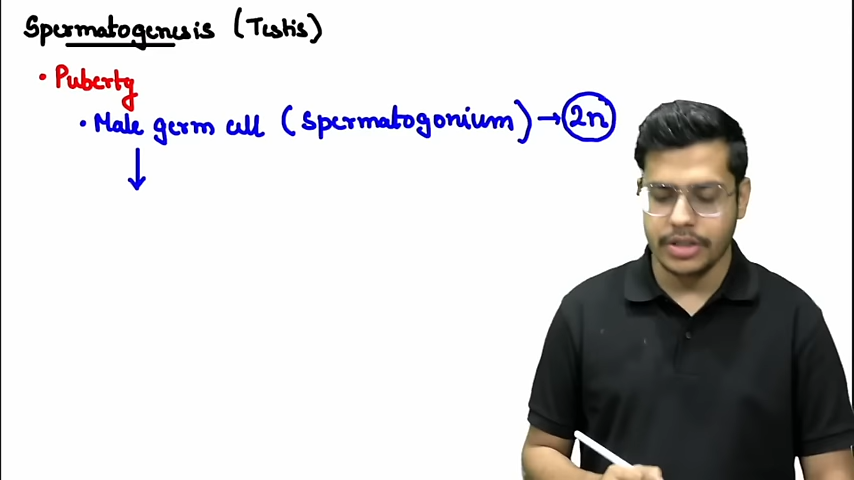 Spermatogenesis (Testis)
• Puberty
• Male germ cell (spermatogonium) → 2n